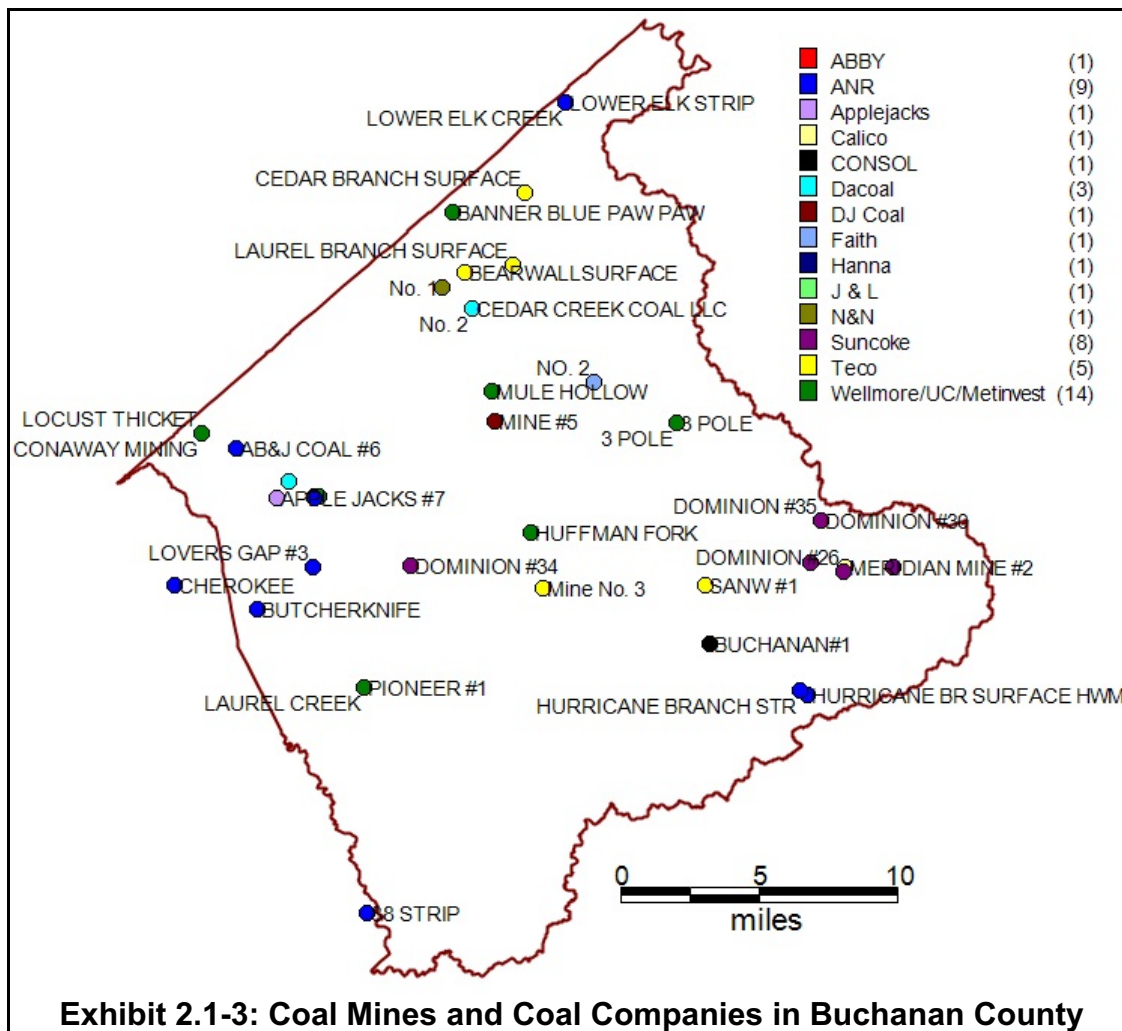 LOWER ELK STRIP
LOWER ELK CREEK
CEDAR BRANCH SURFACE
BANNER BLUE PAW PAW
LAUREL BRANCH SURFACE
BEARWALLSURFACE
No. 1
CEDAR CREEK COAL LLC
No. 2
NO. 2
MULE HOLLOW
MINE #5
3 POLE
3 POLE
LOCUST THICKET
CONAWAY MINING
AB&J COAL #6
APPLE JACKS #7
DOMINION #35
DOMINION #30
HUFFMAN FORK
LOVERS GAP #3
DOMINION #34
DOMINION #26
MERIDIAN MINE #2
CHEROKEE
Mine No. 3
SANW #1
BUTCHERKNIFE
BUCHANAN#1
PIONEER #1
LAUREL CREEK
HURRICANE BRANCH STR
HURRICANE BR SURFACE HWM
STRIP
ABBY (1)
ANR (9)
Applejacks (1)
Calico (1)
CONSOL (1)
Dacoal (3)
DJ Coal (1)
Faith (1)
Hanna (1)
J & L (1)
N&N (1)
Suncoke (8)
Teco (5)
Wellmore/UC/Metinvest (14)
0 5 10
miles
Exhibit 2.1-3: Coal Mines and Coal Companies in Buchanan County